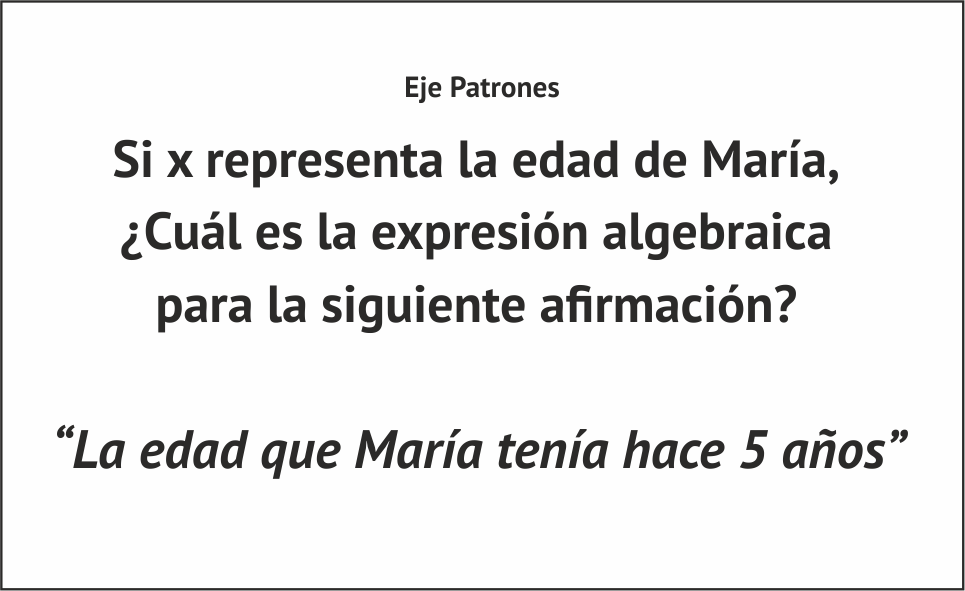 Eje Patrones
Si x representa la edad de María,
¿Cuál es la expresión algebraica
para la siguiente afirmación?
“La edad que María tenía hace 5 años”